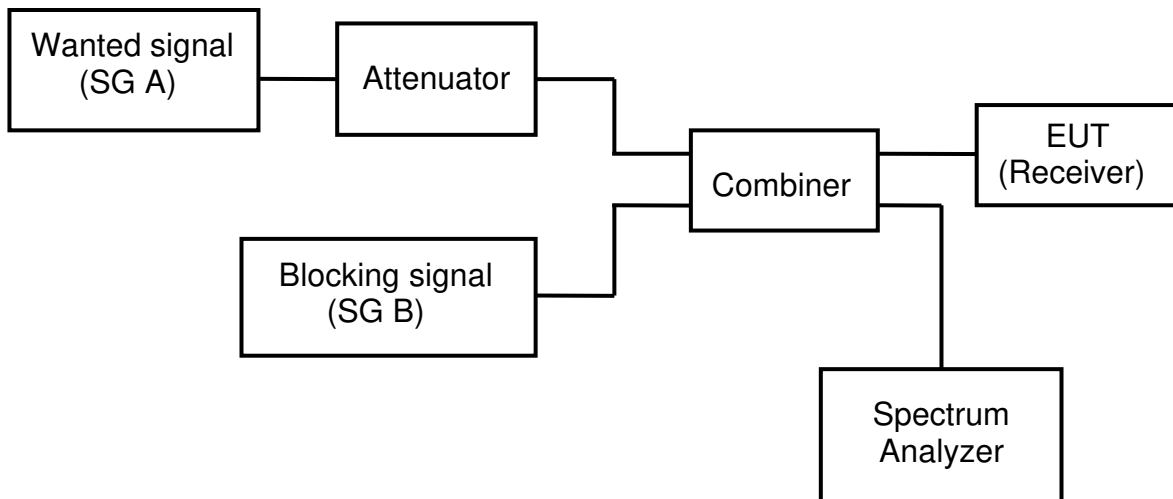 Wanted signal
(SG A)
Attenuator
Combiner
EUT
(Receiver)
Blocking signal
(SG B)
Spectrum
Analyzer